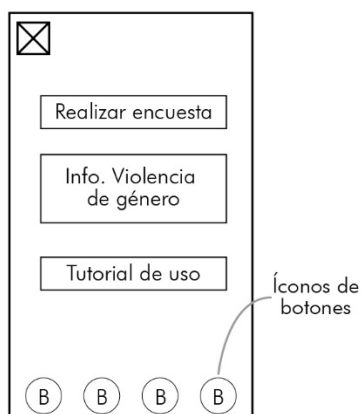 Realizar encuesta
Info. Violencia
de género
Tutorial de uso
Íconos de
botones
B B B B